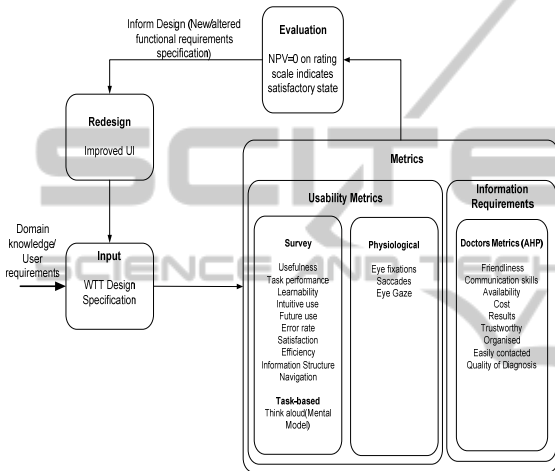 Inform Design (New/altered
functional requirements
specification)
Evaluation
NPV=0 on rating
scale indicates
satisfactory state
Redesign
Improved UI
Domain
knowledge/
User
requirements
Input
WTT Design
Specification
Metrics
Usability Metrics
Survey
Usefulness
Task performance
Learnability
Intuitive use
Future use
Error rate
Satisfaction
Efficiency
Information Structure
Navigation
Task-based
Think aloud(Mental
Model)
Physiological
Eye fixations
Saccades
Eye Gaze
Information
Requirements
Doctors Metrics (AHP)
Friendliness
Communication skills
Availability
Cost
Results
Trustworthy
Organised
Easily contacted
Quality of Diagnosis
SCITE
SCIENCE AND TECH